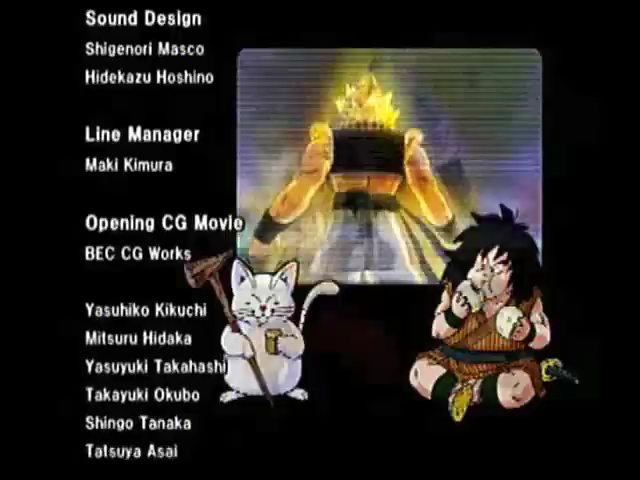 Sound Design
Shigenori Masco
Hidekazu Hoshino
Line Manager
Maki Kimura
Opening CG Movie
BEC CG Works
Yasuhiko Kikuchi
Mitsuru Hidaka
Yasuyuki Takahashi
Takayuki Okubo
Shingo Tanaka
Tatsuya Asai